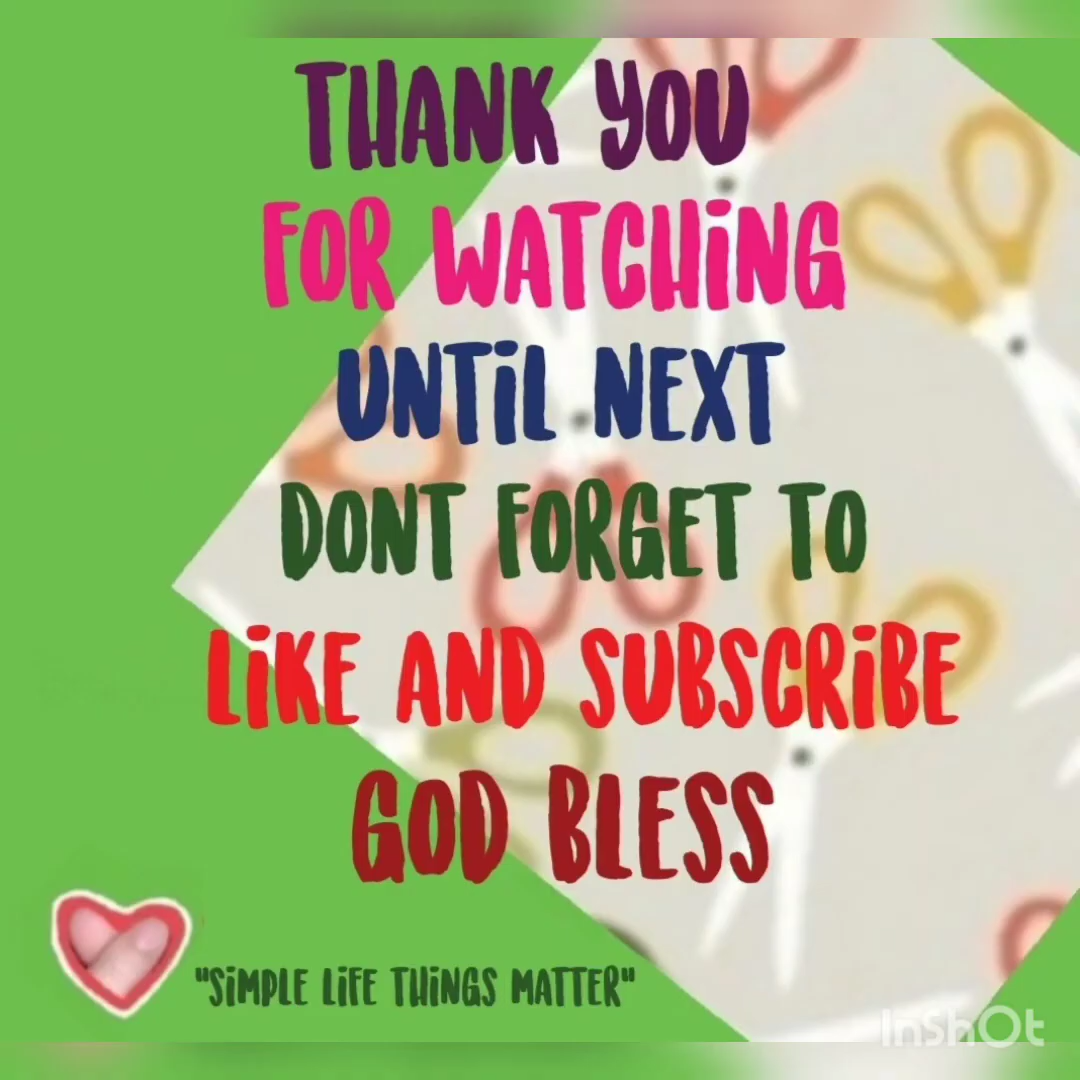 THANK YOU
FOR WATCHiNG
UNTiL NEXT
DONT FORGET TO
LiKE AND SUBSCRiBE
GOD BLESS
"SiMPLE LiFE THiNGS MATTER"
InShOt